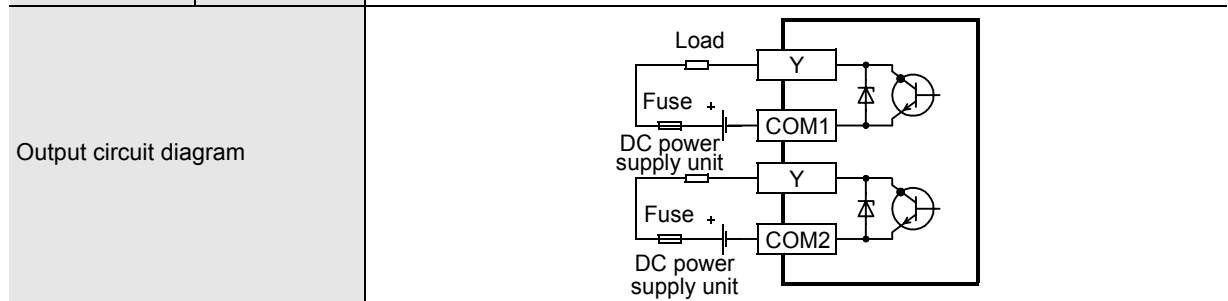 Output circuit diagram
Load
Y
Fuse +
COM1
DC power
supply unit
Y
Fuse +
COM2
DC power
supply unit